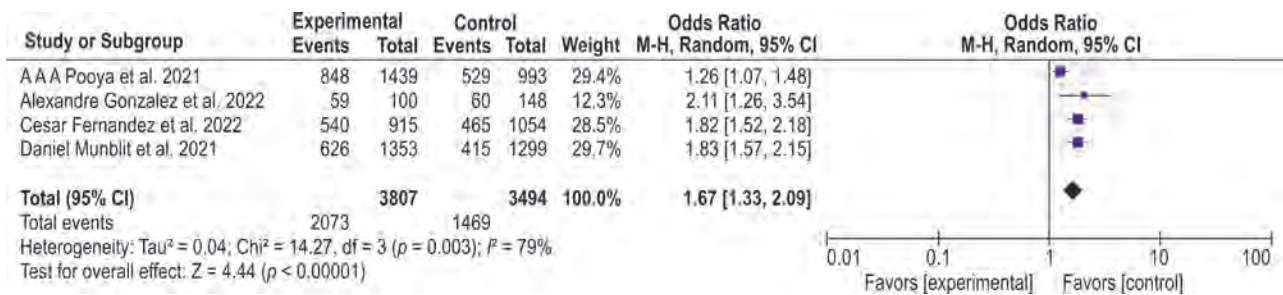 Experimental Control Odds Ratio Odds Ratio
Study or Subgroup Events Total Events Total Weight M-H, Random, 95% CI M-H, Random, 95% CI
A A A Pooya et al. 2021 848 1439 529 993 29.4% 1.26 [1.07, 1.48]
Alexandre Gonzalez et al. 2022 59 100 60 148 12,3% 2.11 [1.26, 3.54]
Cesar Fernandez et al. 2022 540 915 465 1054 28.5% 1.82 [1.52, 2.18]
Daniel Munblit et al. 2021 626 1353 415 1299 29,7% 1.83 [1.57, 2.15]
Total (95% CI) 3807 3494 100.0% 1.67 [1.33, 2.09]
Total events 2073 1469
Heterogeneity: Tau² = 0.04; Chi² = 14.27, df = 3 (p = 0.003); I² = 79%
Test for overall effect: Z = 4.44 (p < 0.00001)
0.01 0.1 1 10 100
Favors [experimental] Favors [control]